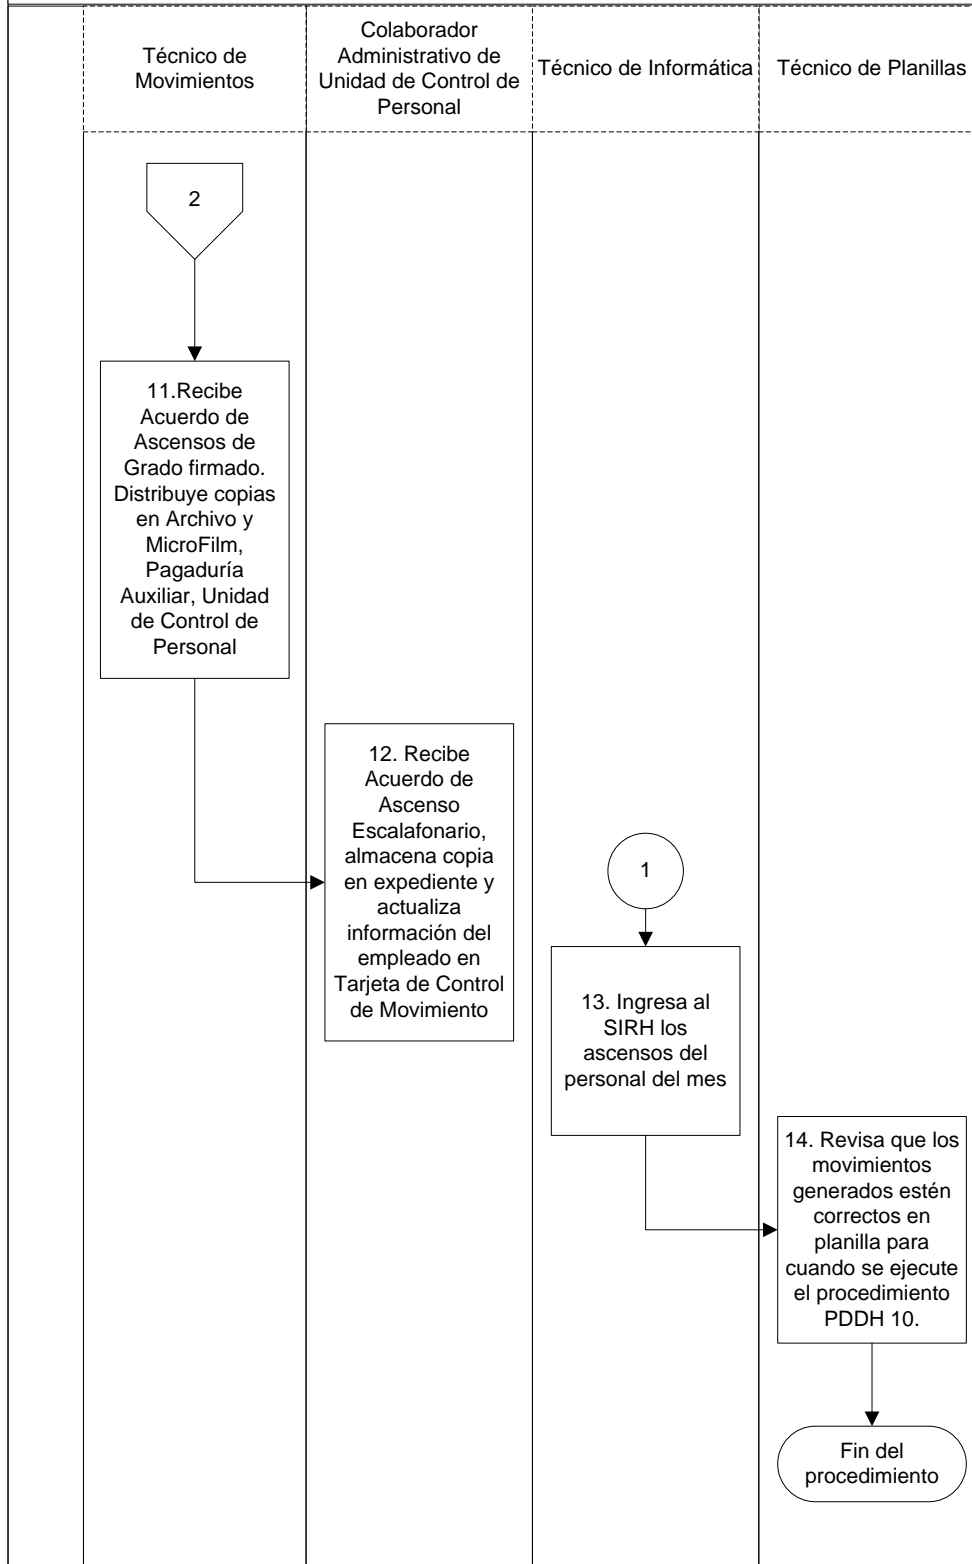 Técnico de
Movimientos
Colaborador
Administrativo de
Unidad de Control de
Personal
Técnico de Informática
Técnico de Planillas
2
11.Recibe
Acuerdo de
Ascensos de
Grado firmado.
Distribuye copias
en Archivo y
MicroFilm,
Pagaduría
Auxiliar, Unidad
de Control de
Personal
12. Recibe
Acuerdo de
Ascenso
Escalafonario,
almacena copia
en expediente y
actualiza
información del
empleado en
Tarjeta de Control
de Movimiento
1
13. Ingresa al
SIRH los
ascensos del
personal del mes
14. Revisa que los
movimientos
generados estén
correctos en
planilla para
cuando se ejecute
el procedimiento
PDDH 10.
Fin del
procedimiento